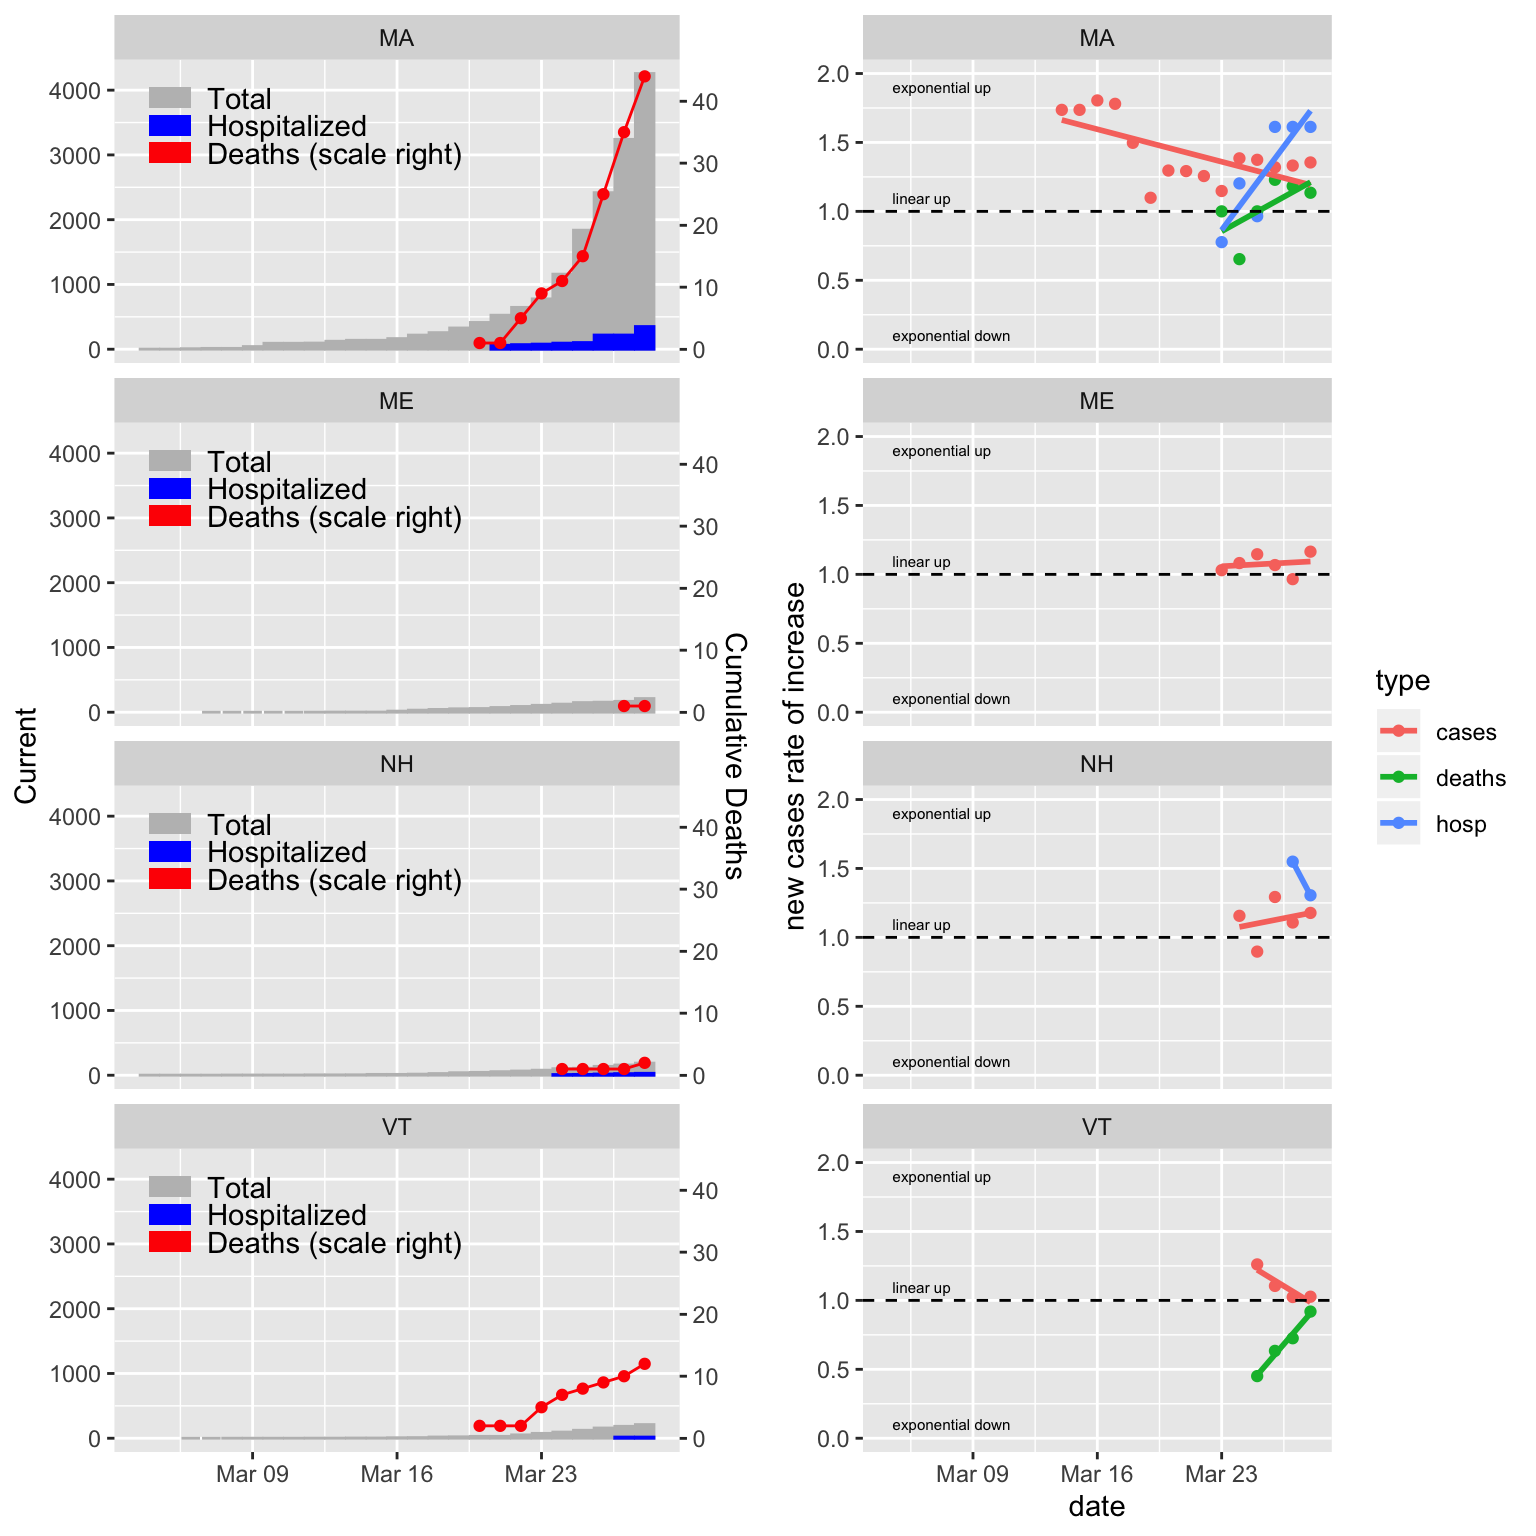 MA
4000
3000
2000
1000
0
40
30
20
10
0
Total
Hospitalized
Deaths (scale right)
ME
4000
3000
2000
1000
0
40
30
20
10
0
Total
Hospitalized
Deaths (scale right)
NH
4000
3000
2000
1000
0
40
30
20
10
0
Total
Hospitalized
Deaths (scale right)
VT
4000
3000
2000
1000
0
40
30
20
10
0
Total
Hospitalized
Deaths (scale right)
Mar 09 Mar 16 Mar 23
Current
Cumulative Deaths
MA
2.0
1.5
1.0
0.5
0.0
exponential up
linear up
exponential down
ME
2.0
1.5
1.0
0.5
0.0
exponential up
linear up
exponential down
NH
2.0
1.5
1.0
0.5
0.0
exponential up
linear up
exponential down
VT
2.0
1.5
1.0
0.5
0.0
exponential up
linear up
exponential down
Mar 09 Mar 16 Mar 23
date
new cases rate of increase
type
cases
deaths
hosp